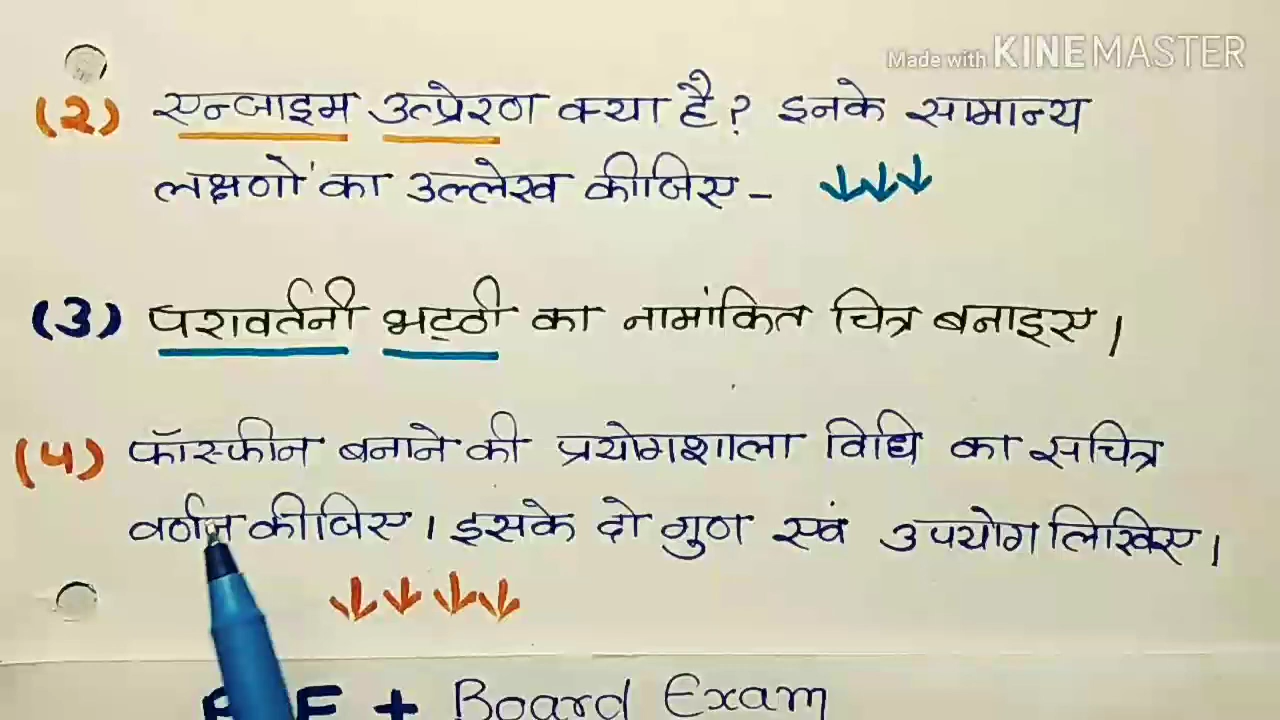 Made with KINEMASTER
(2) एन्जाइम उत्प्रेरण क्या है? इनके सामान्य
लक्षणों का उल्लेख कीजिए -
(3) परावर्तनी भट्ठी का नामांकित चित्र बनाइए।
(4) फॉस्फीन बनाने की प्रयोगशाला विधि का सचित्र
वर्णन कीजिए। इसके दो गुण एवं उपयोग लिखिए।
+ Board Exam